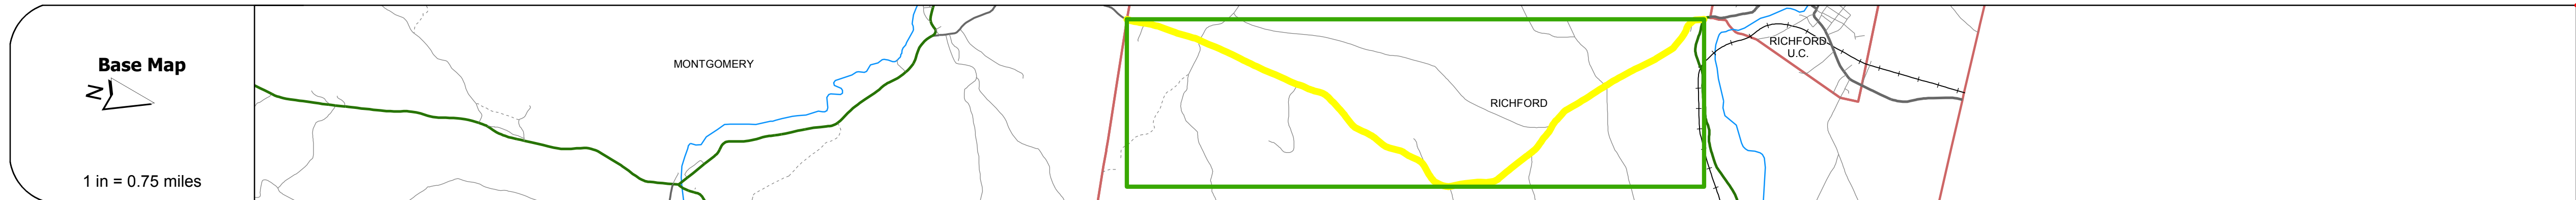 Base Map
N
1 in = 0.75 miles
MONTGOMERY
RICHFORD
RICHFORD
U.C.